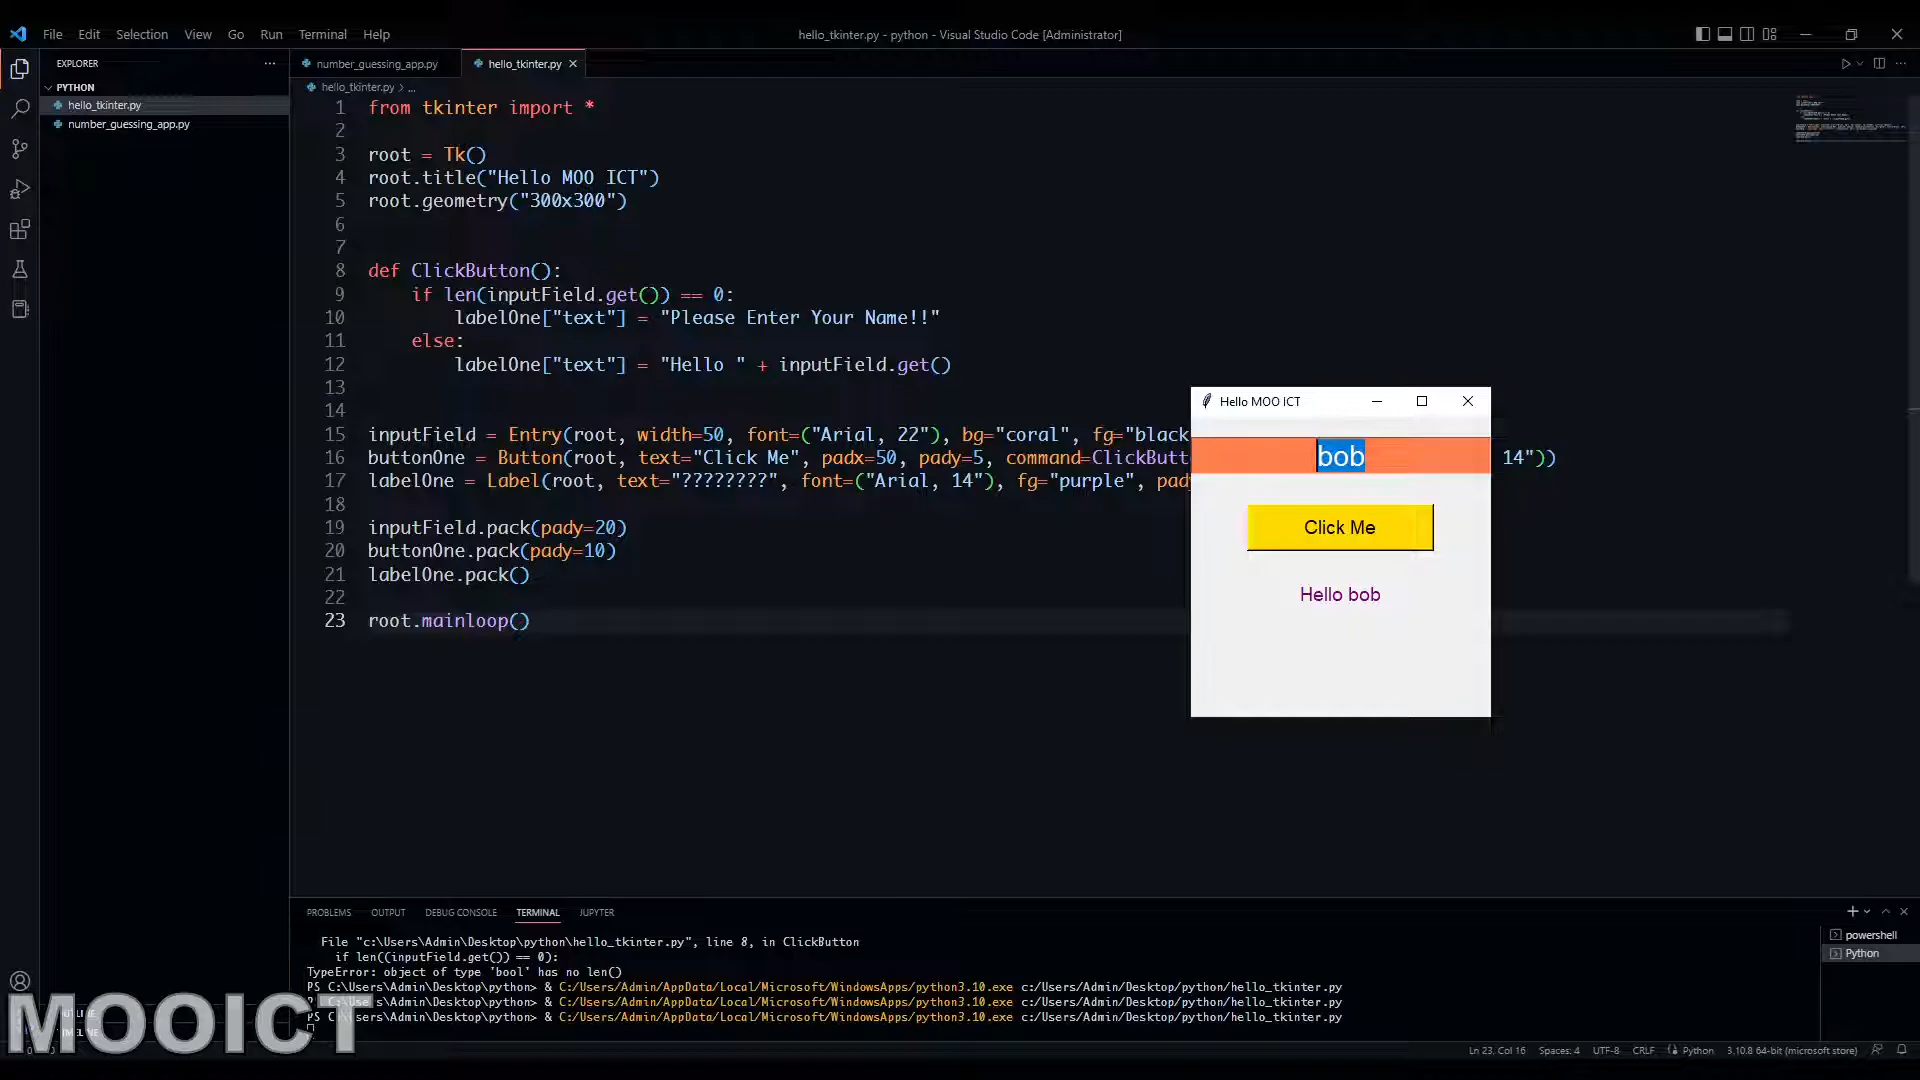 File Edit Selection View Go Run Terminal Help
hello_tkinter.py - python - Visual Studio Code [Administrator]
EXPLORER
PYTHON
hello_tkinter.py
number_guessing_app.py
number_guessing_app.py
hello_tkinter.py
hello_tkinter.py > ...
1 from tkinter import *
2
3 root = Tk()
4 root.title("Hello MOO ICT")
5 root.geometry("300x300")
6
7
8 def ClickButton():
9 if len(inputField.get()) == 0:
10 labelOne["text"] = "Please Enter Your Name!!"
11 else:
12 labelOne["text"] = "Hello " + inputField.get()
13
14
15 inputField = Entry(root, width=50, font=("Arial, 22"), bg="coral", fg="black
16 buttonOne = Button(root, text="Click Me", padx=50, pady=5, command=ClickButt 14"))
17 labelOne = Label(root, text="????????", font=("Arial, 14"), fg="purple", pad
18
19 inputField.pack(pady=20)
20 buttonOne.pack(pady=10)
21 labelOne.pack()
22
23 root.mainloop()
Hello MOO ICT
bob
Click Me
Hello bob
PROBLEMS OUTPUT DEBUG CONSOLE TERMINAL JUPYTER
File "c:\Users\Admin\Desktop\python\hello_tkinter.py", line 8, in ClickButton
if len((inputField.get()) == 0):
TypeError: object of type 'bool' has no len()
PS C:\Users\Admin\Desktop\python> & C:/Users/Admin/AppData/Local/Microsoft/WindowsApps/python3.10.exe c:/Users/Admin/Desktop/python/hello_tkinter.py
s\Admin\Desktop\python> & C:/Users/Admin/AppData/Local/Microsoft/WindowsApps/python3.10.exe c:/Users/Admin/Desktop/python/hello_tkinter.py
PS C:\Users\Admin\Desktop\python> & C:/Users/Admin/AppData/Local/Microsoft/WindowsApps/python3.10.exe c:/Users/Admin/Desktop/python/hello_tkinter.py
powershell
Python
MOOICT
Ln 23, Col 16 Spaces: 4 UTF-8 CRLF Python 3.10.8 64-bit (microsoft store)